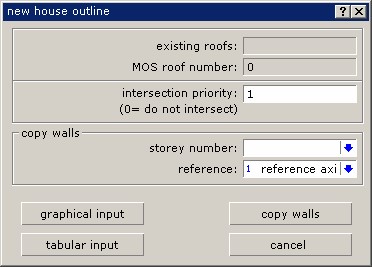 new house outline
existing roofs:
MOS roof number: 0
intersection priority: 1
(0= do not intersect)
copy walls
storey number:
reference: 1 reference axi
graphical input copy walls
tabular input cancel